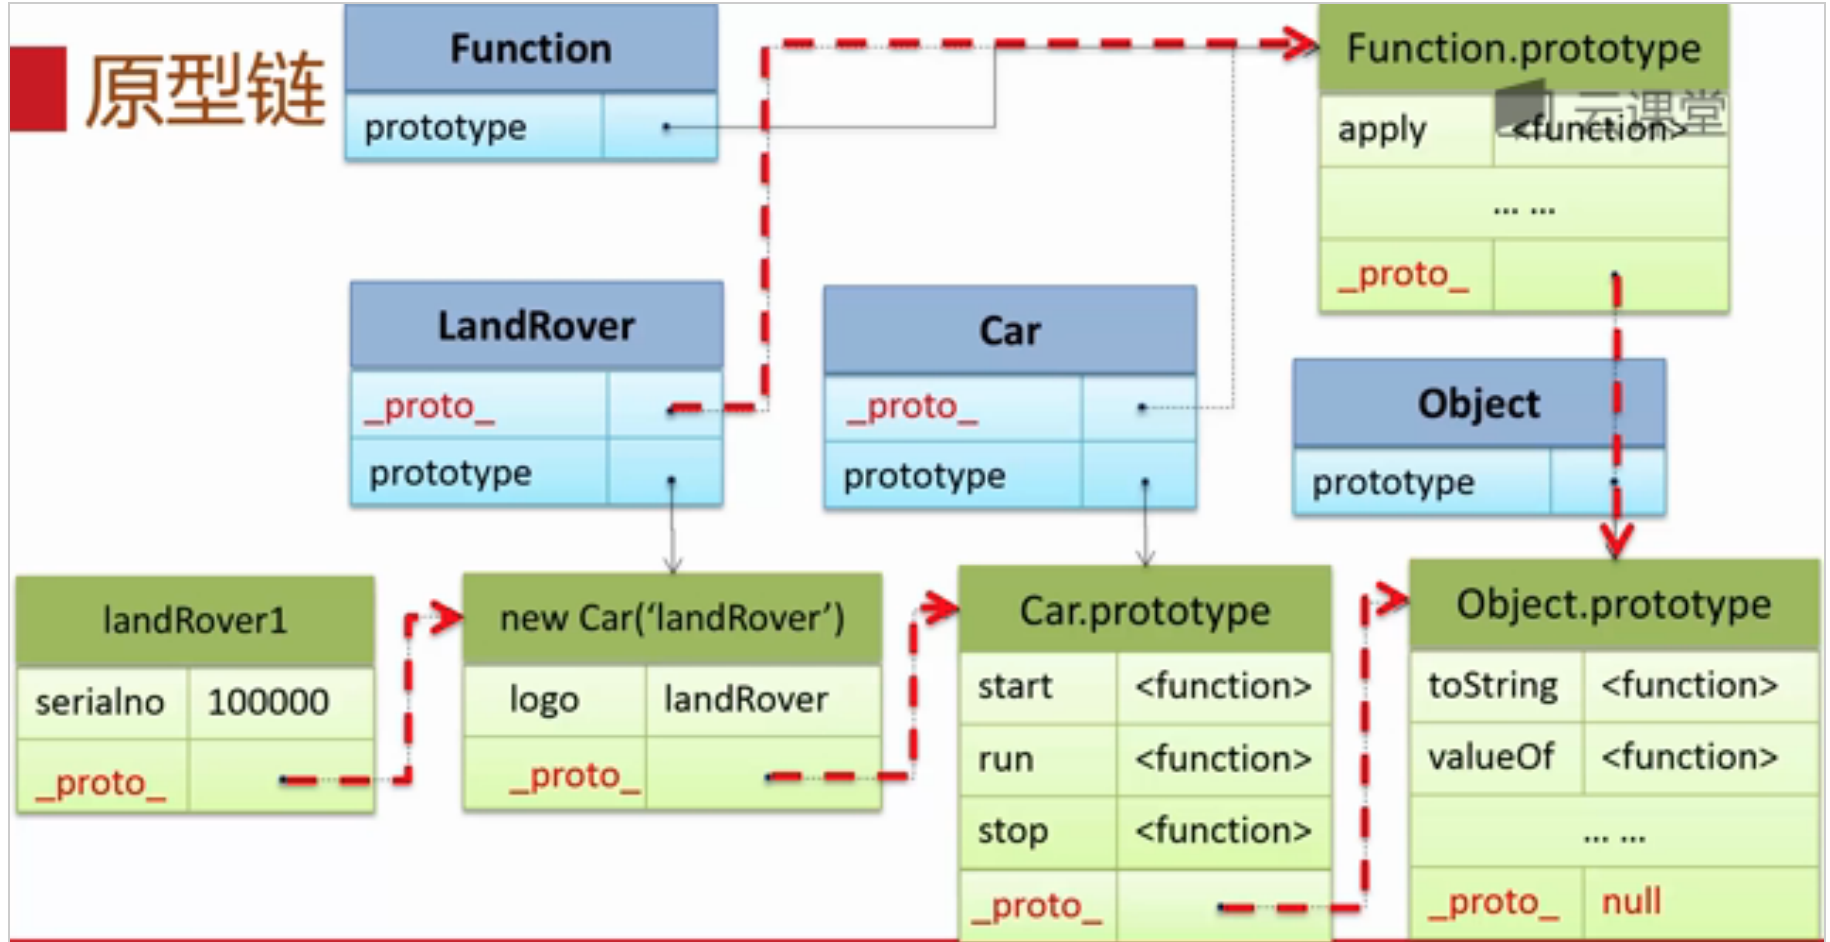 原型链
Function
prototype
Function.prototype
云课堂
apply <function>
... ...
_proto_
LandRover
_proto_
prototype
Car
_proto_
prototype
Object
prototype
landRover1
serialno 100000
_proto_
new Car(‘landRover’)
logo landRover
_proto_
Car.prototype
start <function>
run <function>
stop <function>
_proto_
Object.prototype
toString <function>
valueOf <function>
... ...
_proto_ null